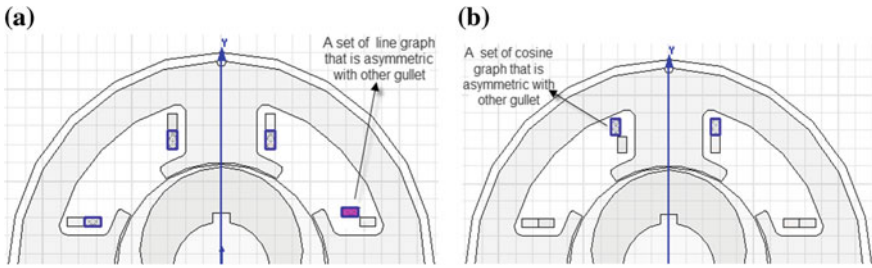 (a)
Y
A set of line graph
that is asymmetric
with other gullet
(b)
Y
A set of cosine
graph that is
asymmetric with
other gullet